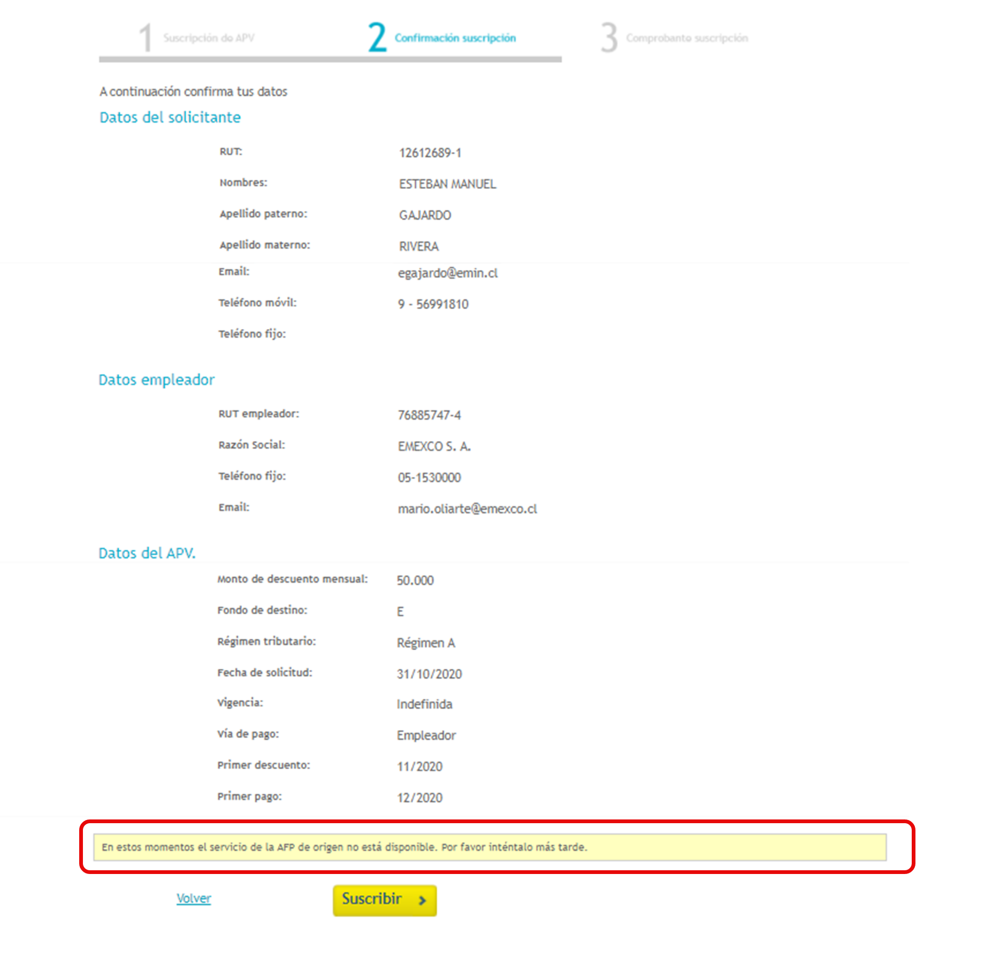 1 Suscripción de APV 2 Confirmación suscripción 3 Comprobante suscripción
A continuación confirma tus datos
Datos del solicitante
RUT: 12612689-1
Nombres: ESTEBAN MANUEL
Apellido paterno: GAJARDO
Apellido materno: RIVERA
Email: egajardo@emin.cl
Teléfono móvil: 9 - 56991810
Teléfono fijo:
Datos empleador
RUT empleador: 76885747-4
Razón Social: EMEXCO S. A.
Teléfono fijo: 05-1530000
Email: mario.oliarte@emexco.cl
Datos del APV.
Monto de descuento mensual: 50.000
Fondo de destino: E
Régimen tributario: Régimen A
Fecha de solicitud: 31/10/2020
Vigencia: Indefinida
Vía de pago: Empleador
Primer descuento: 11/2020
Primer pago: 12/2020
En estos momentos el servicio de la AFP de origen no está disponible. Por favor inténtalo más tarde.
Volver Suscribir